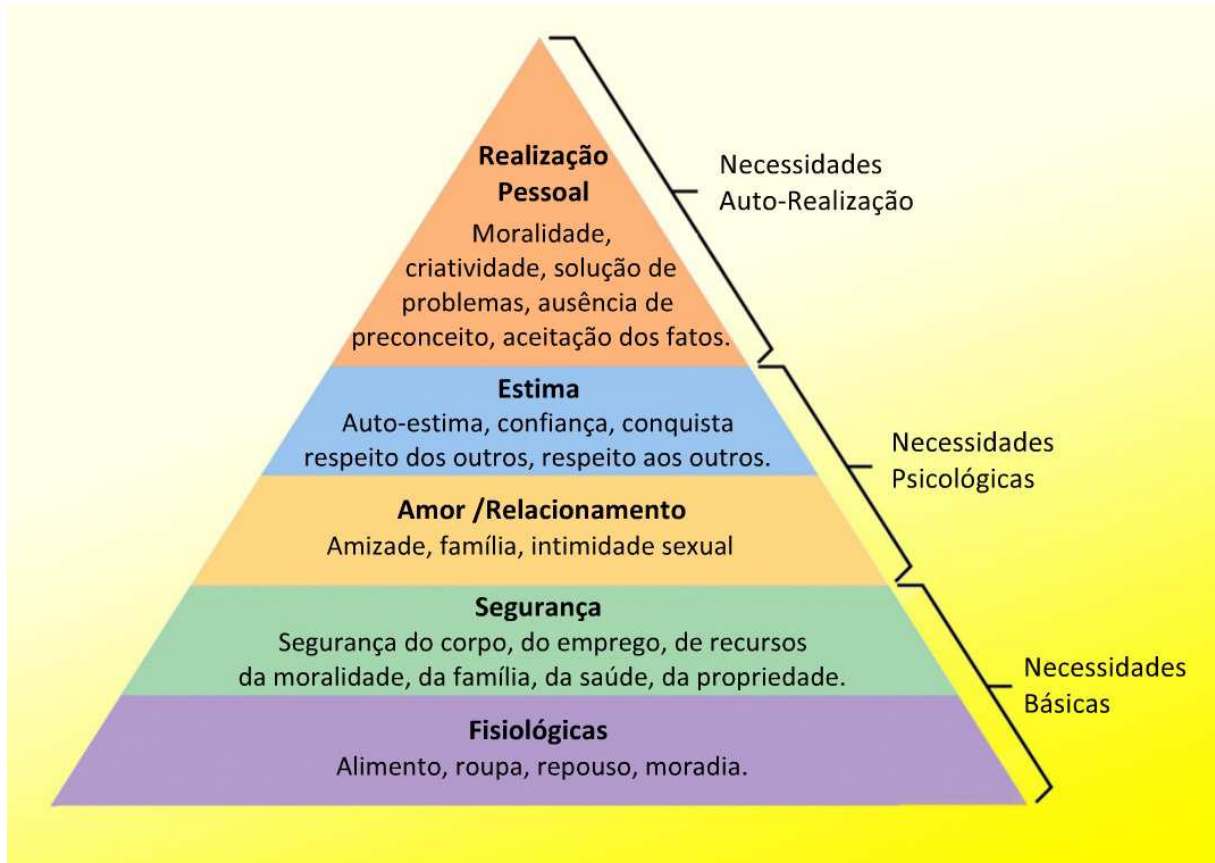 Realização
Pessoal
Moralidade,
criatividade, solução de
problemas, ausência de
preconceito, aceitação dos fatos.
Necessidades
Auto-Realização
Estima
Auto-estima, confiança, conquista
respeito dos outros, respeito aos outros.
Necessidades
Psicológicas
Amor /Relacionamento
Amizade, família, intimidade sexual
Segurança
Segurança do corpo, do emprego, de recursos
da moralidade, da família, da saúde, da propriedade.
Necessidades
Básicas
Fisiológicas
Alimento, roupa, repouso, moradia.